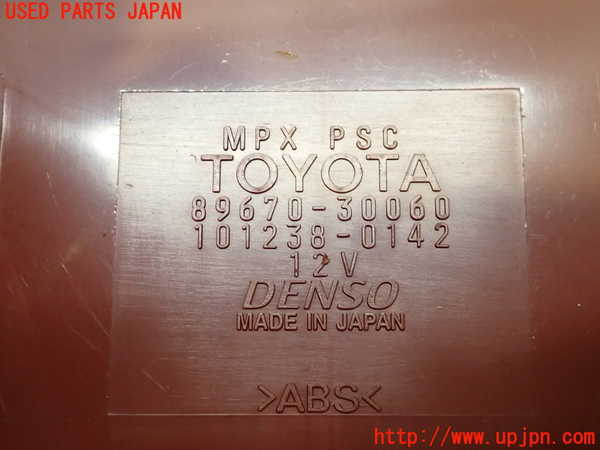 USED PARTS JAPAN
MPX PSC
TOYOTA
89670-30060
101238-0142
12V
DENSO
MADE IN JAPAN
>ABS<
http://www.upjpn.com/